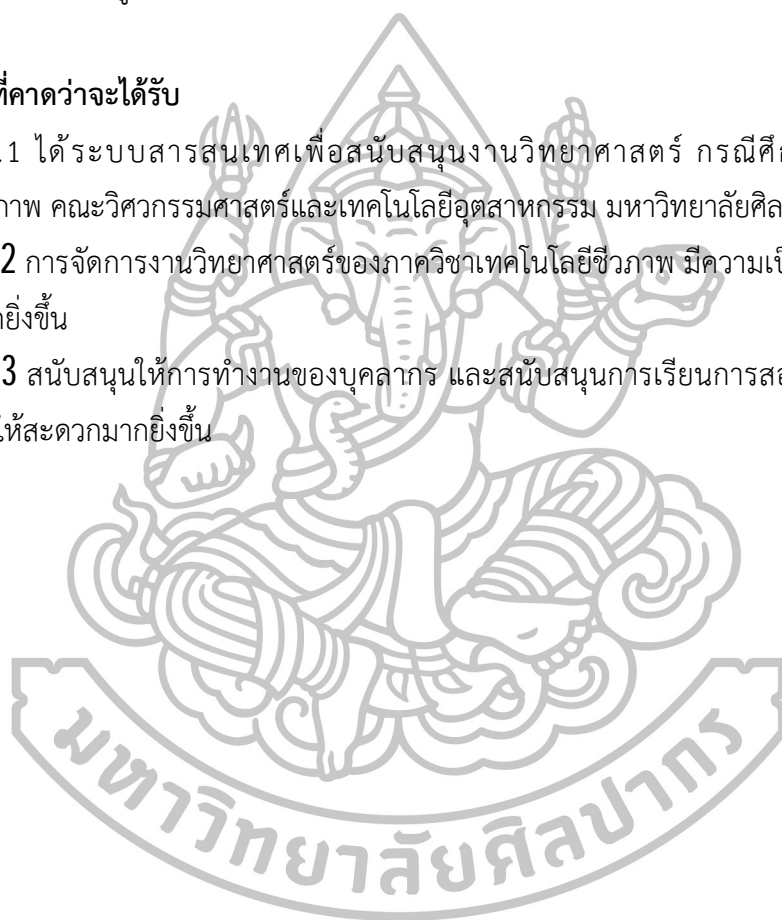 ที่คาดว่าจะได้รับ
.1 ได้ระบบสารสนเทศเพื่อสนับสนุนงานวิทยาศาสตร์ กรณีศึก
ภาพ คณะวิศวกรรมศาสตร์และเทคโนโลยีอุตสาหกรรม มหาวิทยาลัยศิล
2 การจัดการงานวิทยาศาสตร์ของภาควิชาเทคโนโลยีชีวภาพ มีความเป็
ยิ่งขึ้น
3 สนับสนุนให้การทำงานของบุคลากร และสนับสนุนการเรียนการสอ
ให้สะดวกมากยิ่งขึ้น
มหาวิทยาลัยศิลปากร